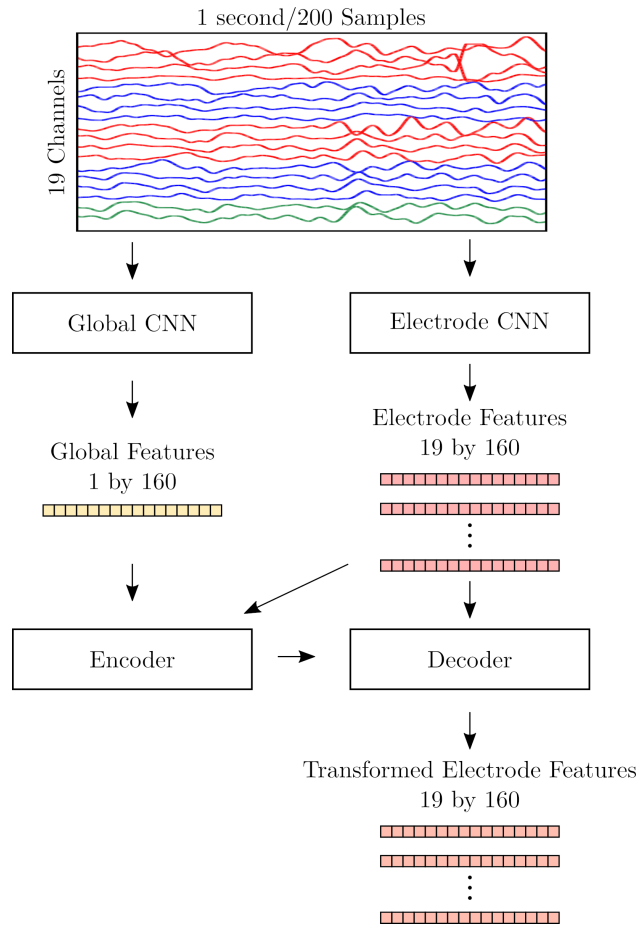 1 second/200 Samples
19 Channels
Global CNN
Electrode CNN
Global Features
1 by 160
Electrode Features
19 by 160
Encoder
Decoder
Transformed Electrode Features
19 by 160